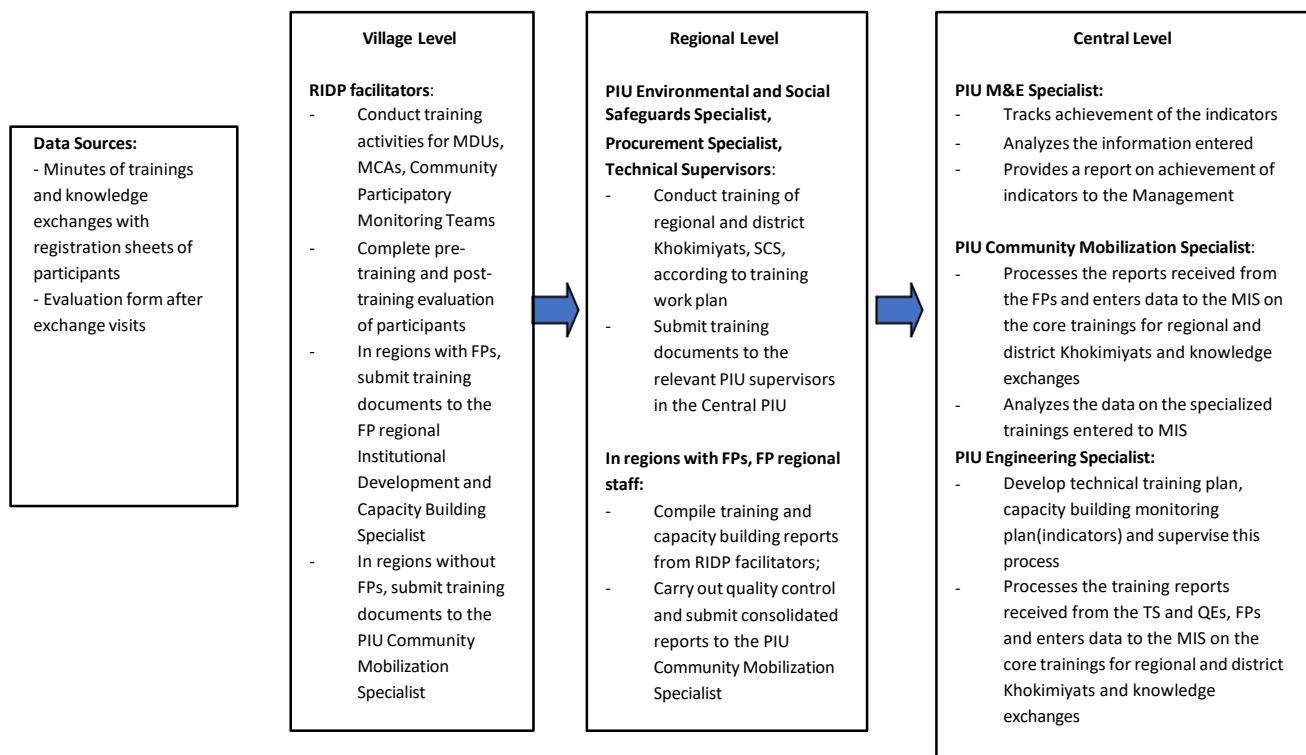 Data Sources:
- Minutes of trainings
and knowledge
exchanges with
registration sheets of
participants
- Evaluation form after
exchange visits
Village Level
RIDP facilitators:
- Conduct training
activities for MDUs,
MCAs, Community
Participatory
Monitoring Teams
- Complete pre-
training and post-
training evaluation
of participants
- In regions with FPs,
submit training
documents to the
FP regional
Institutional
Development and
Capacity Building
Specialist
- In regions without
FPs, submit training
documents to the
PIU Community
Mobilization
Specialist
Regional Level
PIU Environmental and Social
Safeguards Specialist,
Procurement Specialist,
Technical Supervisors:
- Conduct training of
regional and district
Khokimiyats, SCS,
according to training
work plan
- Submit training
documents to the
relevant PIU supervisors
in the Central PIU
In regions with FPs, FP regional
staff:
- Compile training and
capacity building reports
from RIDP facilitators;
- Carry out quality control
and submit consolidated
reports to the PIU
Community Mobilization
Specialist
Central Level
PIU M&E Specialist:
- Tracks achievement of the indicators
- Analyzes the information entered
- Provides a report on achievement of
indicators to the Management
PIU Community Mobilization Specialist:
- Processes the reports received from
the FPs and enters data to the MIS on
the core trainings for regional and
district Khokimiyats and knowledge
exchanges
- Analyzes the data on the specialized
trainings entered to MIS
PIU Engineering Specialist:
- Develop technical training plan,
capacity building monitoring
plan(indicators) and supervise this
process
- Processes the training reports
received from the TS and QEs, FPs
and enters data to the MIS on the
core trainings for regional and district
Khokimiyats and knowledge
exchanges